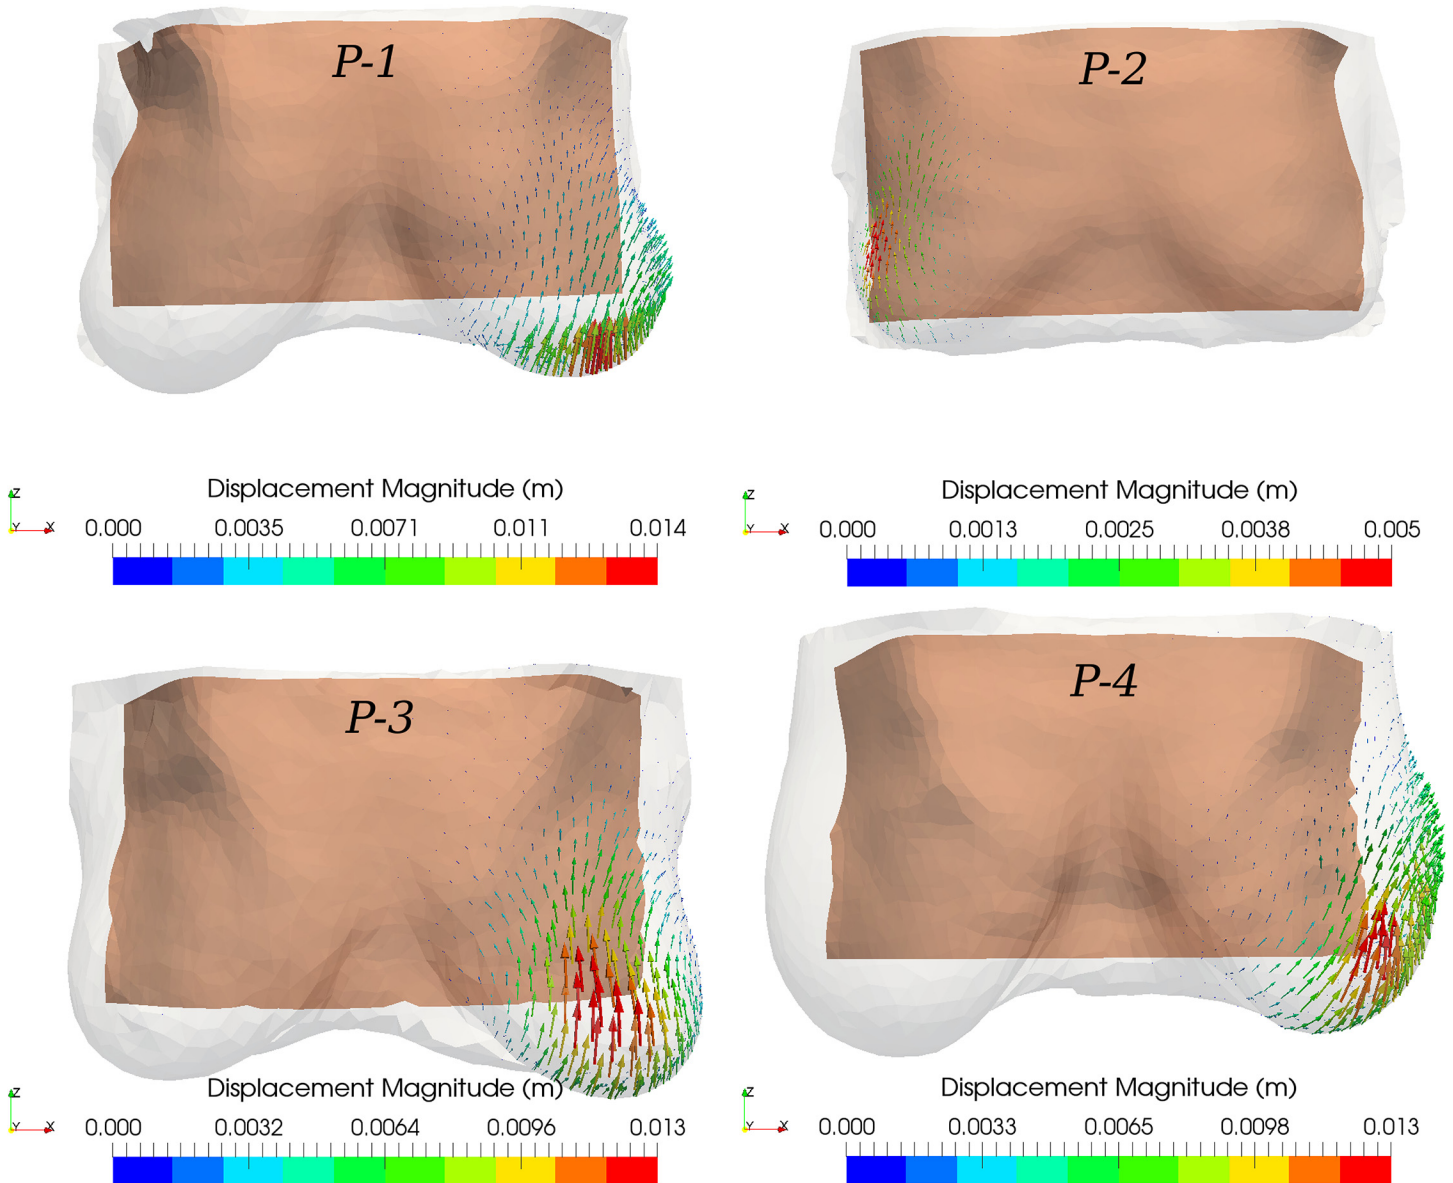 P-1
P-2
Displacement Magnitude (m)
Z
Y X
0.000 0.0035 0.0071 0.011 0.014
Displacement Magnitude (m)
Z
Y X
0.000 0.0013 0.0025 0.0038 0.005
P-3
P-4
Displacement Magnitude (m)
Z
Y X
0.000 0.0032 0.0064 0.0096 0.013
Displacement Magnitude (m)
Z
Y X
0.000 0.0033 0.0065 0.0098 0.013